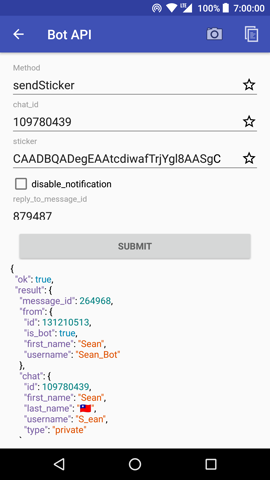 100% 7:00:00
Bot API
Method
sendSticker
chat_id
109780439
sticker
CAADBQADegEAAtcdiwafTrjYgI8AASgC
disable_notification
reply_to_message_id
879487
SUBMIT
{
"ok": true,
"result": {
"message_id": 264968,
"from": {
"id": 131210513,
"is_bot": true,
"first_name": "Sean",
"username": "Sean_Bot"
},
"chat": {
"id": 109780439,
"first_name": "Sean",
"last_name": "🇹🇼",
"username": "S_ean",
"type": "private"